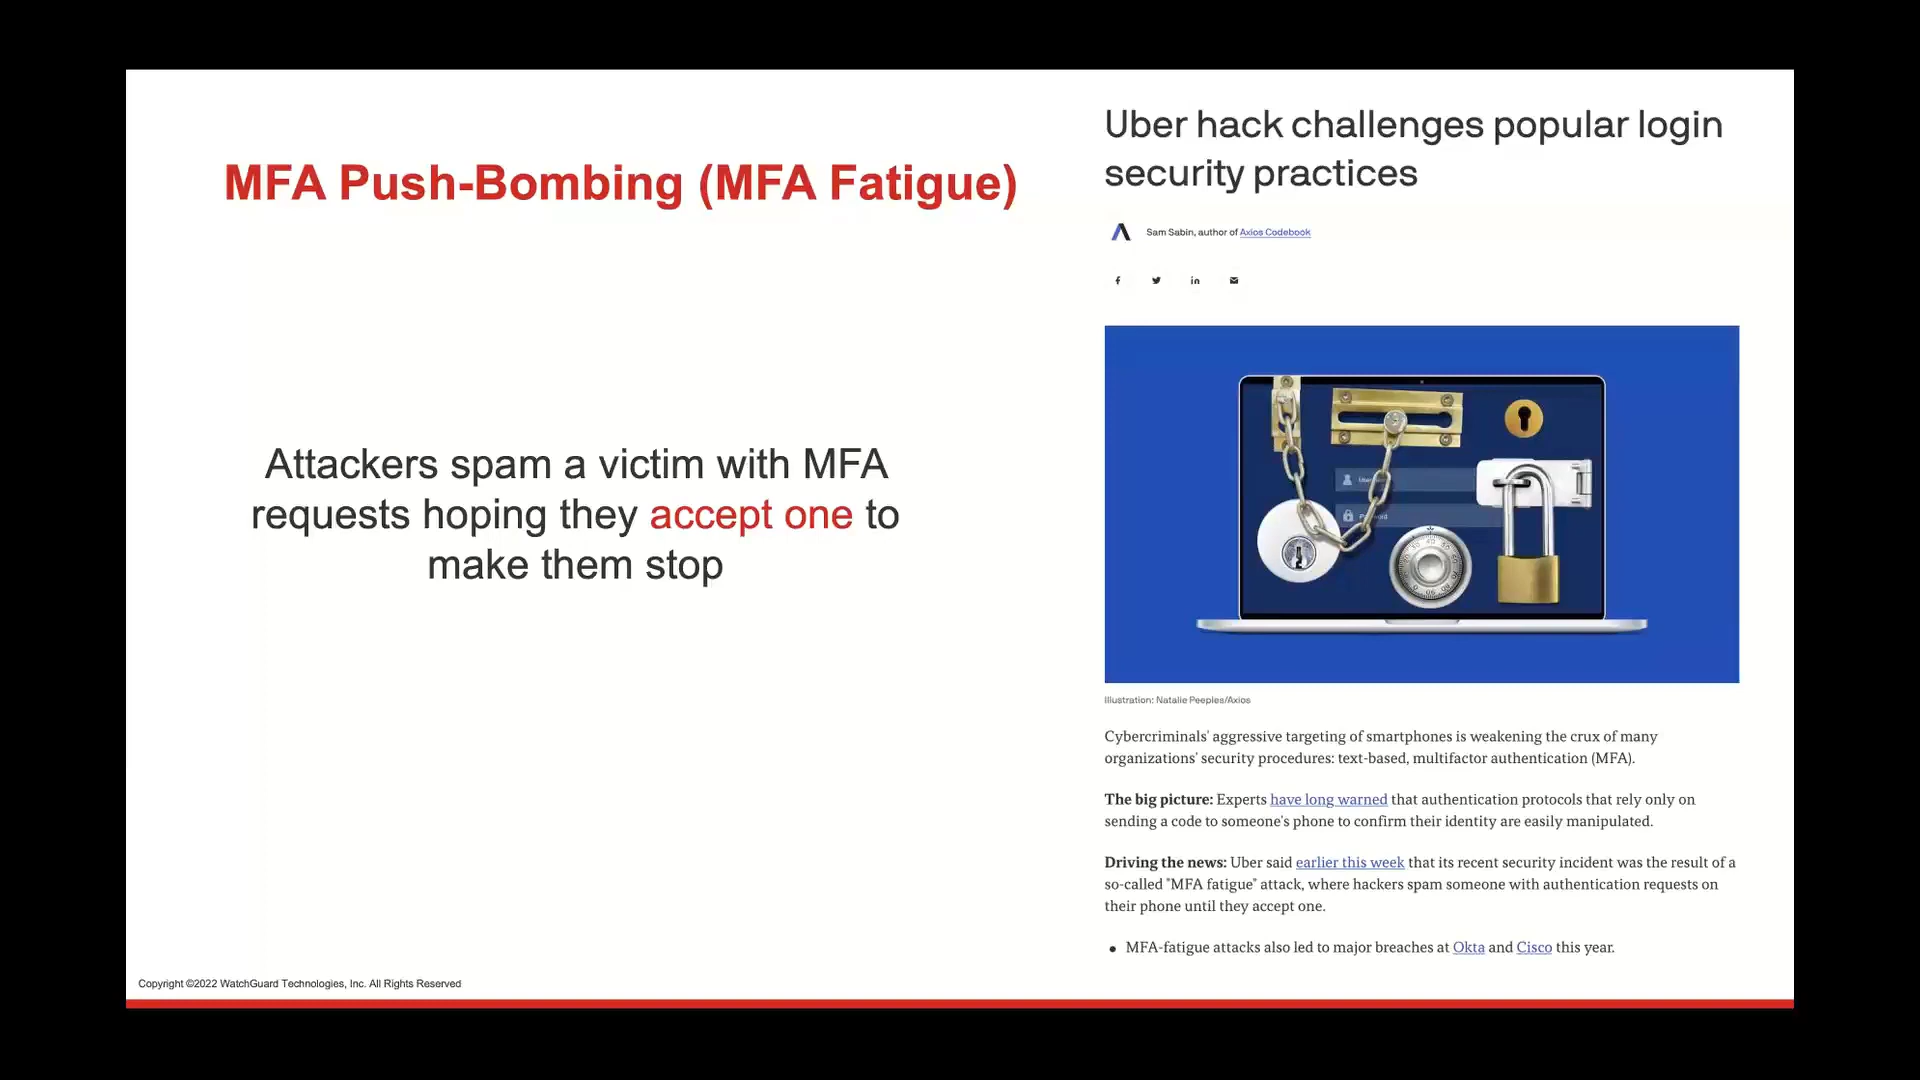 MFA Push-Bombing (MFA Fatigue)
Attackers spam a victim with MFA
requests hoping they accept one to
make them stop
Uber hack challenges popular login
security practices
Sam Sabin, author of Axios Codebook
Illustration: Natalie Peeples/Axios
Cybercriminals' aggressive targeting of smartphones is weakening the crux of many
organizations' security procedures: text-based, multifactor authentication (MFA).
The big picture: Experts have long warned that authentication protocols that rely only on
sending a code to someone's phone to confirm their identity are easily manipulated.
Driving the news: Uber said earlier this week that its recent security incident was the result of a
so-called "MFA fatigue" attack, where hackers spam someone with authentication requests on
their phone until they accept one.
• MFA-fatigue attacks also led to major breaches at Okta and Cisco this year.
Copyright ©2022 WatchGuard Technologies, Inc. All Rights Reserved